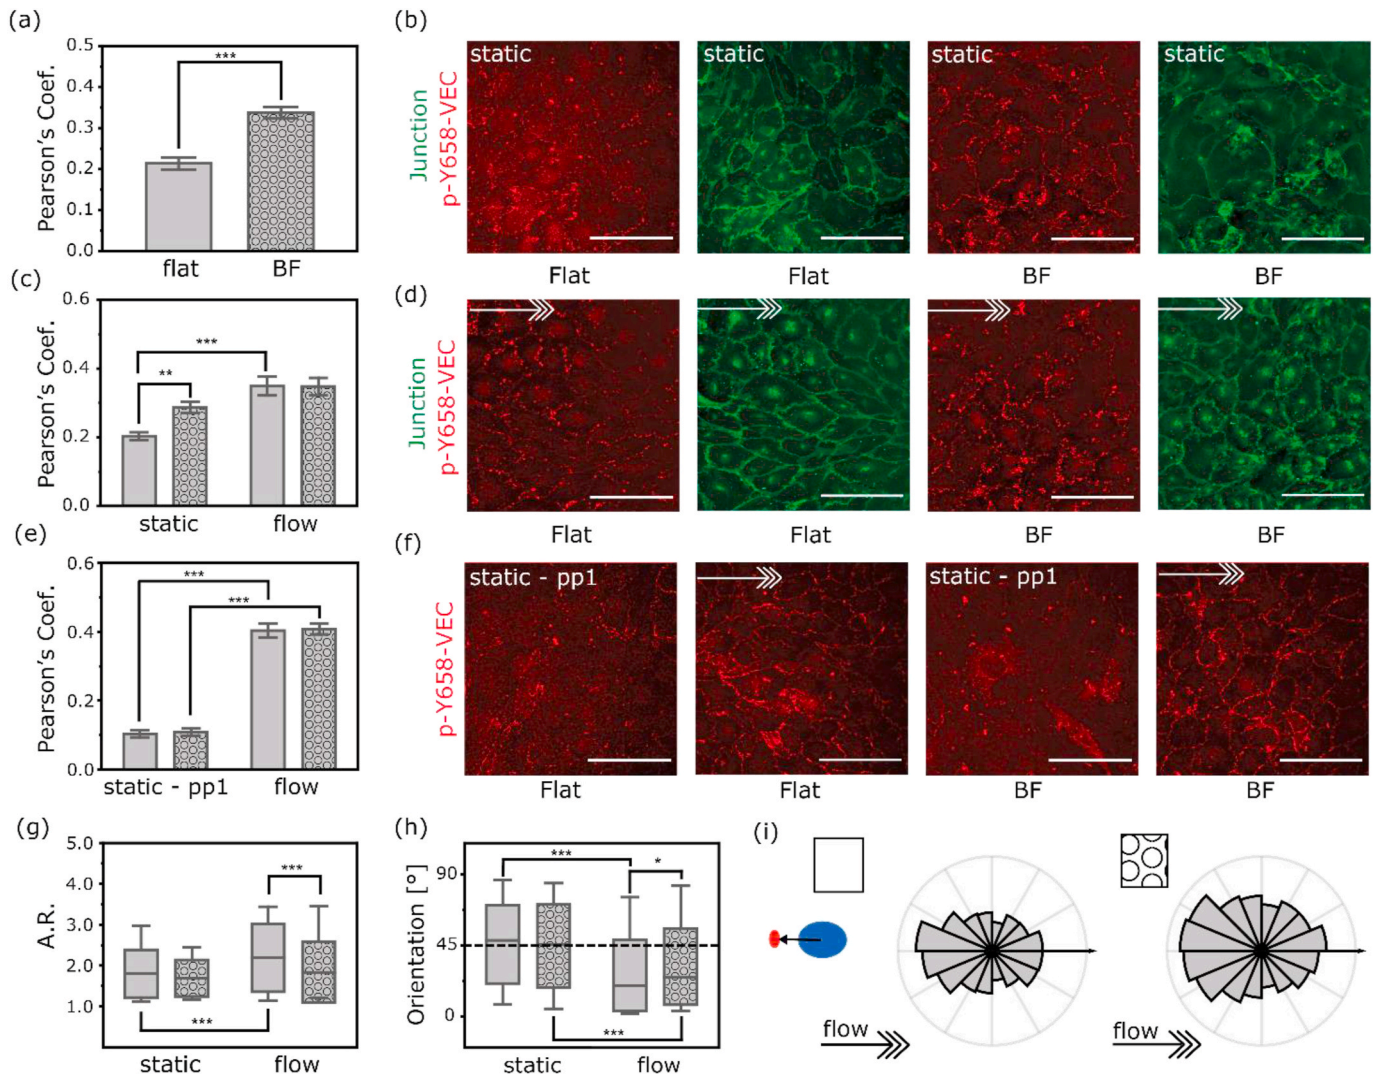 (a)
0.5
0.4
0.3
0.2
0.1
0.0
Pearson's Coef.
***
flat BF
(b)
Junction
p-Y658-VEC
static static static static
Flat Flat BF BF
(c)
0.6
0.4
0.2
0.0
Pearson's Coef.
***
**
static flow
(d)
Junction
p-Y658-VEC
Flat Flat BF BF
(e)
0.6
0.4
0.2
0.0
Pearson's Coef.
***
***
static - pp1 flow
(f)
p-Y658-VEC
static - pp1 static - pp1
Flat Flat BF BF
(g)
5.0
4.0
3.0
2.0
1.0
A.R.
***
***
static flow
(h)
90
45
0
Orientation [°]
***
*
***
static flow
(i)
flow flow